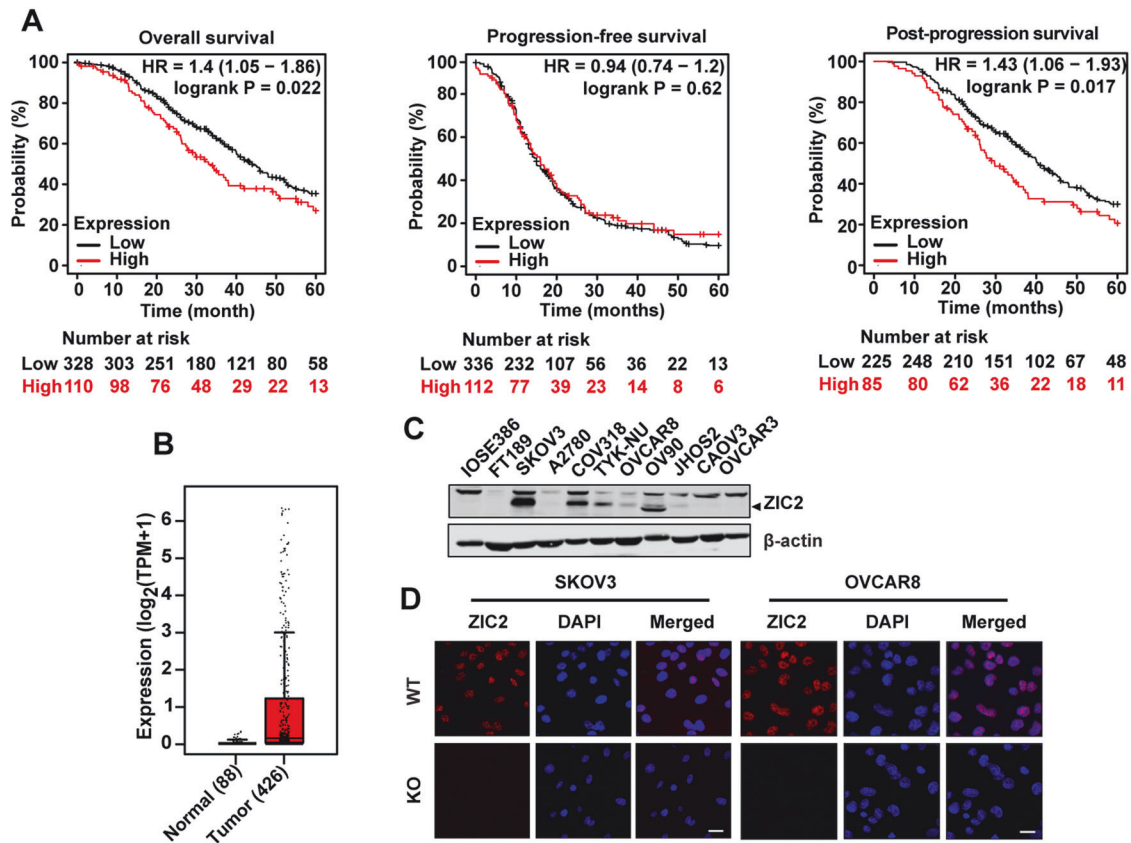 A
Overall survival
HR = 1.4 (1.05 – 1.86)
logrank P = 0.022
Probability (%)
100
80
60
40
20
0
Expression
Low
High
0 10 20 30 40 50 60
Time (month)
Number at risk
Low 328 303 251 180 121 80 58
High 110 98 76 48 29 22 13
Progression-free survival
HR = 0.94 (0.74 – 1.2)
logrank P = 0.62
Probability (%)
100
80
60
40
20
0
Expression
Low
High
0 10 20 30 40 50 60
Time (months)
Number at risk
Low 336 232 107 56 36 22 13
High 112 77 39 23 14 8 6
Post-progression survival
HR = 1.43 (1.06 – 1.93)
logrank P = 0.017
Probability (%)
100
80
60
40
20
0
Expression
Low
High
0 10 20 30 40 50 60
Time (months)
Number at risk
Low 225 248 210 151 102 67 48
High 85 80 62 36 22 18 11
B
Expression (log2(TPM+1)
6
5
4
3
2
1
0
Normal (88)
Tumor (426)
C
IOSE386
FT189
SKOV3
A2780
COV318
TYK-NU
OVCAR8
OV90
JHOS2
CAOV3
OVCAR3
ZIC2
β-actin
D
SKOV3 OVCAR8
ZIC2 DAPI Merged ZIC2 DAPI Merged
WT
KO